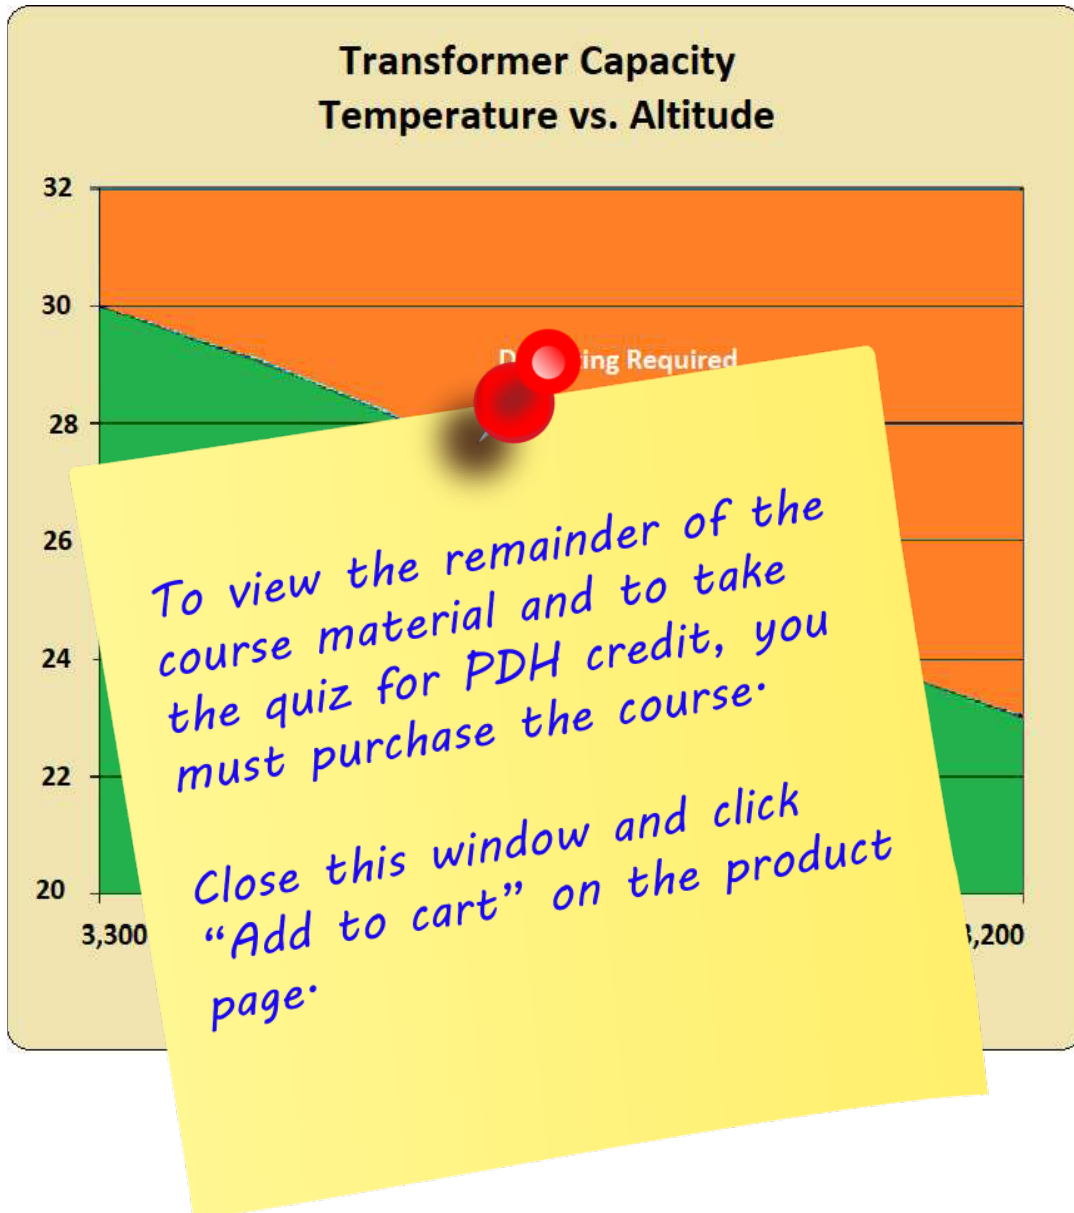 Transformer Capacity
Temperature vs. Altitude
32
30
Required
28
26
24
22
20
3,300
To view the remainder of the
course material and to take
the quiz for PDH credit, you
must purchase the course.
Close this window and click
“Add to cart” on the product
page.